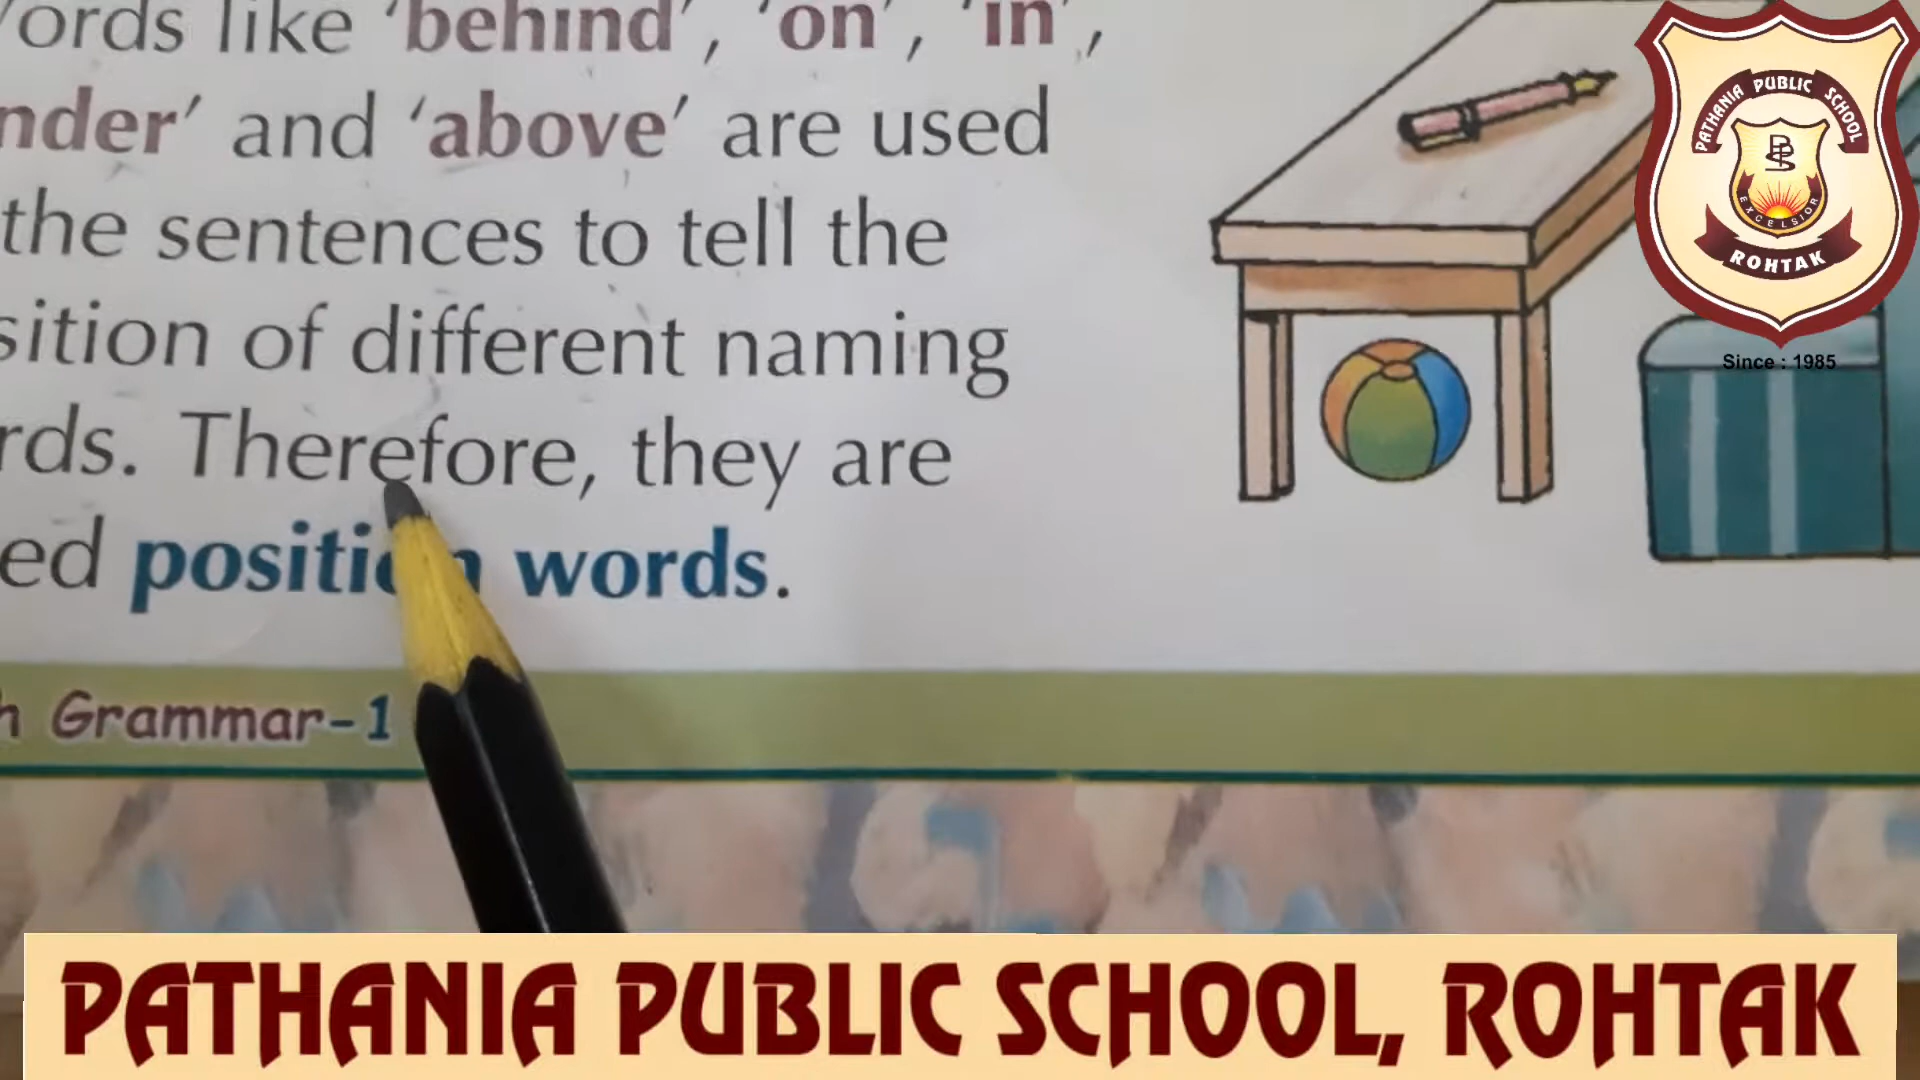 ords like ‘behind’, ‘on’, ‘in’,
nder’ and ‘above’ are used
the sentences to tell the
sition of different naming
rds. Therefore, they are
ed position words.
Grammar-1
PATHANIA PUBLIC SCHOOL
PBS
EXCELSIOR
ROHTAK
Since : 1985
PATHANIA PUBLIC SCHOOL, ROHTAK